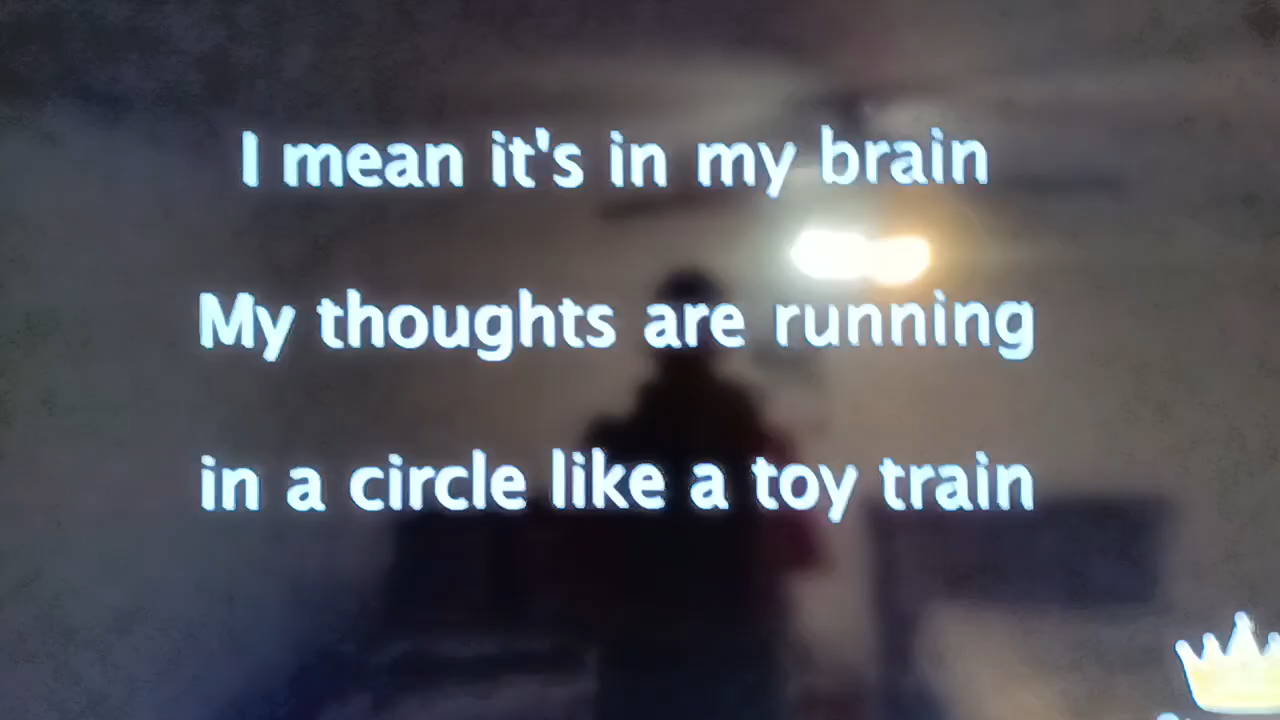 I mean it's in my brain
My thoughts are running
in a circle like a toy train